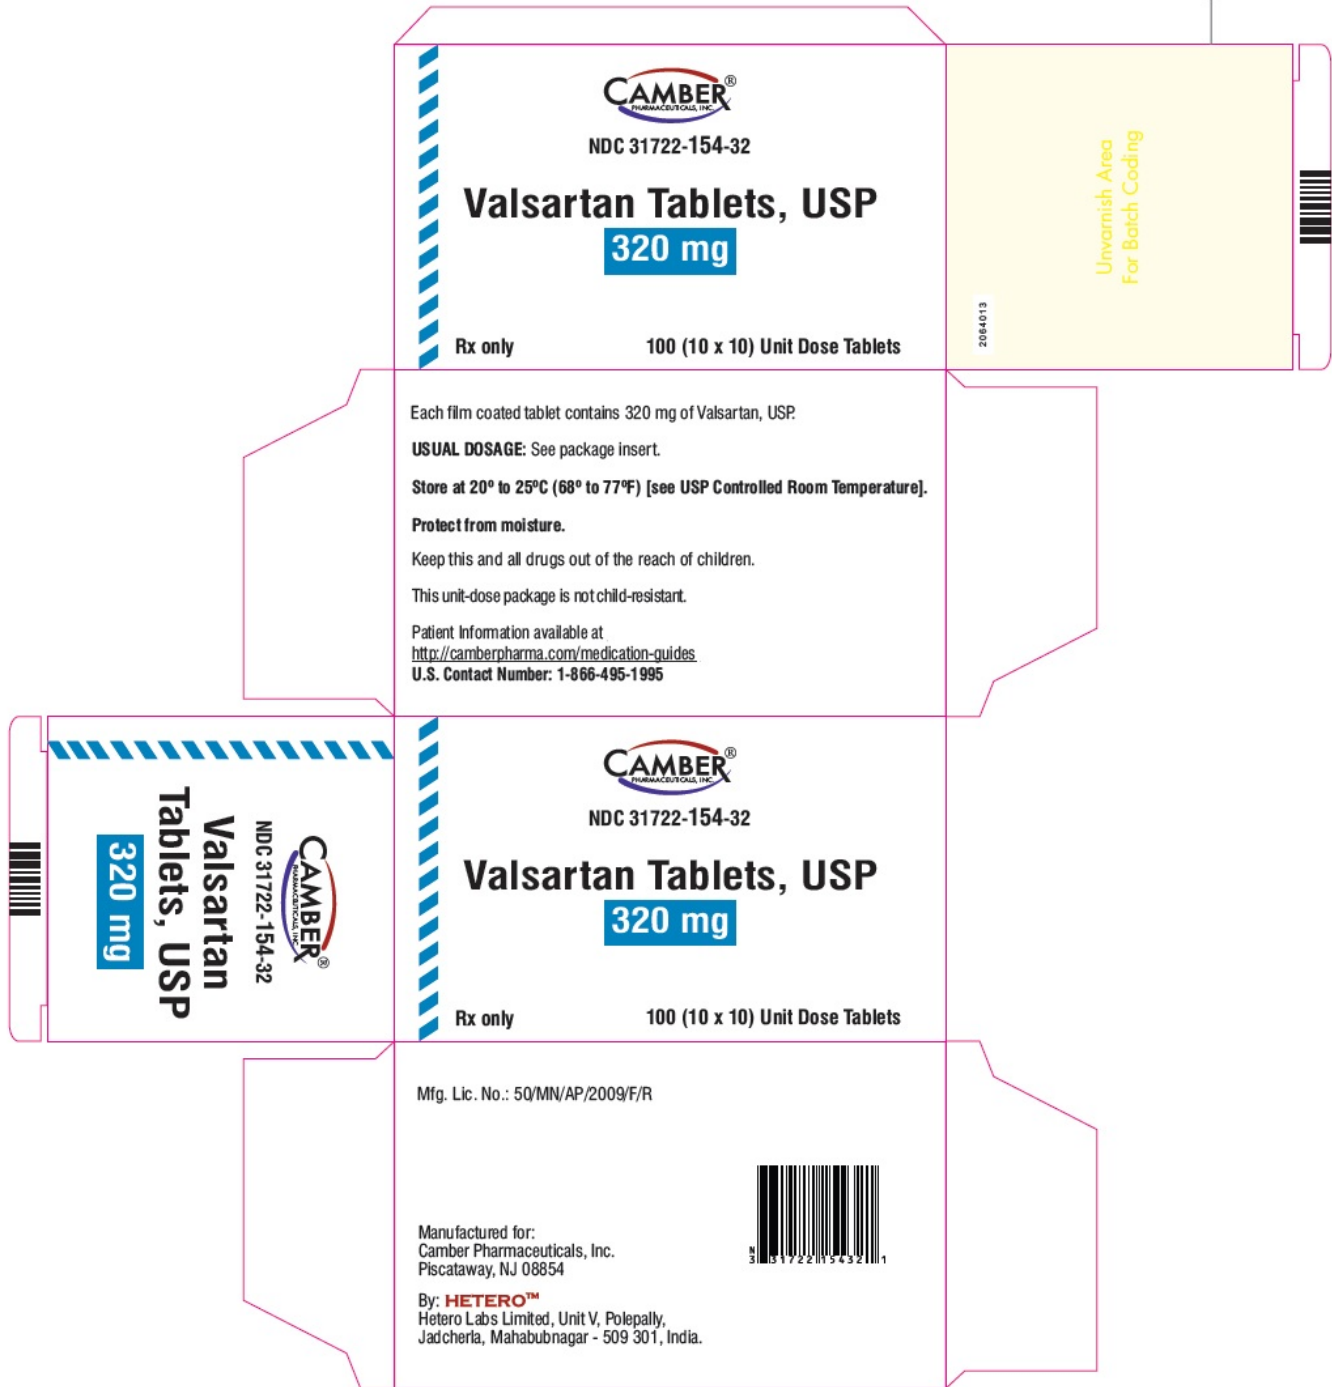 CAMBER®
PHARMACEUTICALS, INC.
NDC 31722-154-32
Valsartan Tablets, USP
320 mg
Rx only
100 (10 x 10) Unit Dose Tablets
Unvarnish Area
For Batch Coding
2064013
Each film coated tablet contains 320 mg of Valsartan, USP.
USUAL DOSAGE: See package insert.
Store at 20º to 25ºC (68º to 77ºF) [see USP Controlled Room Temperature].
Protect from moisture.
Keep this and all drugs out of the reach of children.
This unit-dose package is not child-resistant.
Patient Information available at
http://camberpharma.com/medication-guides
U.S. Contact Number: 1-866-495-1995
CAMBER®
PHARMACEUTICALS, INC.
NDC 31722-154-32
Valsartan
Tablets, USP
320 mg
CAMBER®
PHARMACEUTICALS, INC.
NDC 31722-154-32
Valsartan Tablets, USP
320 mg
Rx only
100 (10 x 10) Unit Dose Tablets
Mfg. Lic. No.: 50/MN/AP/2009/F/R
N
3 31722 15432 1
Manufactured for:
Camber Pharmaceuticals, Inc.
Piscataway, NJ 08854
By: HETERO™
Hetero Labs Limited, Unit V, Polepally,
Jadcherla, Mahabubnagar - 509 301, India.